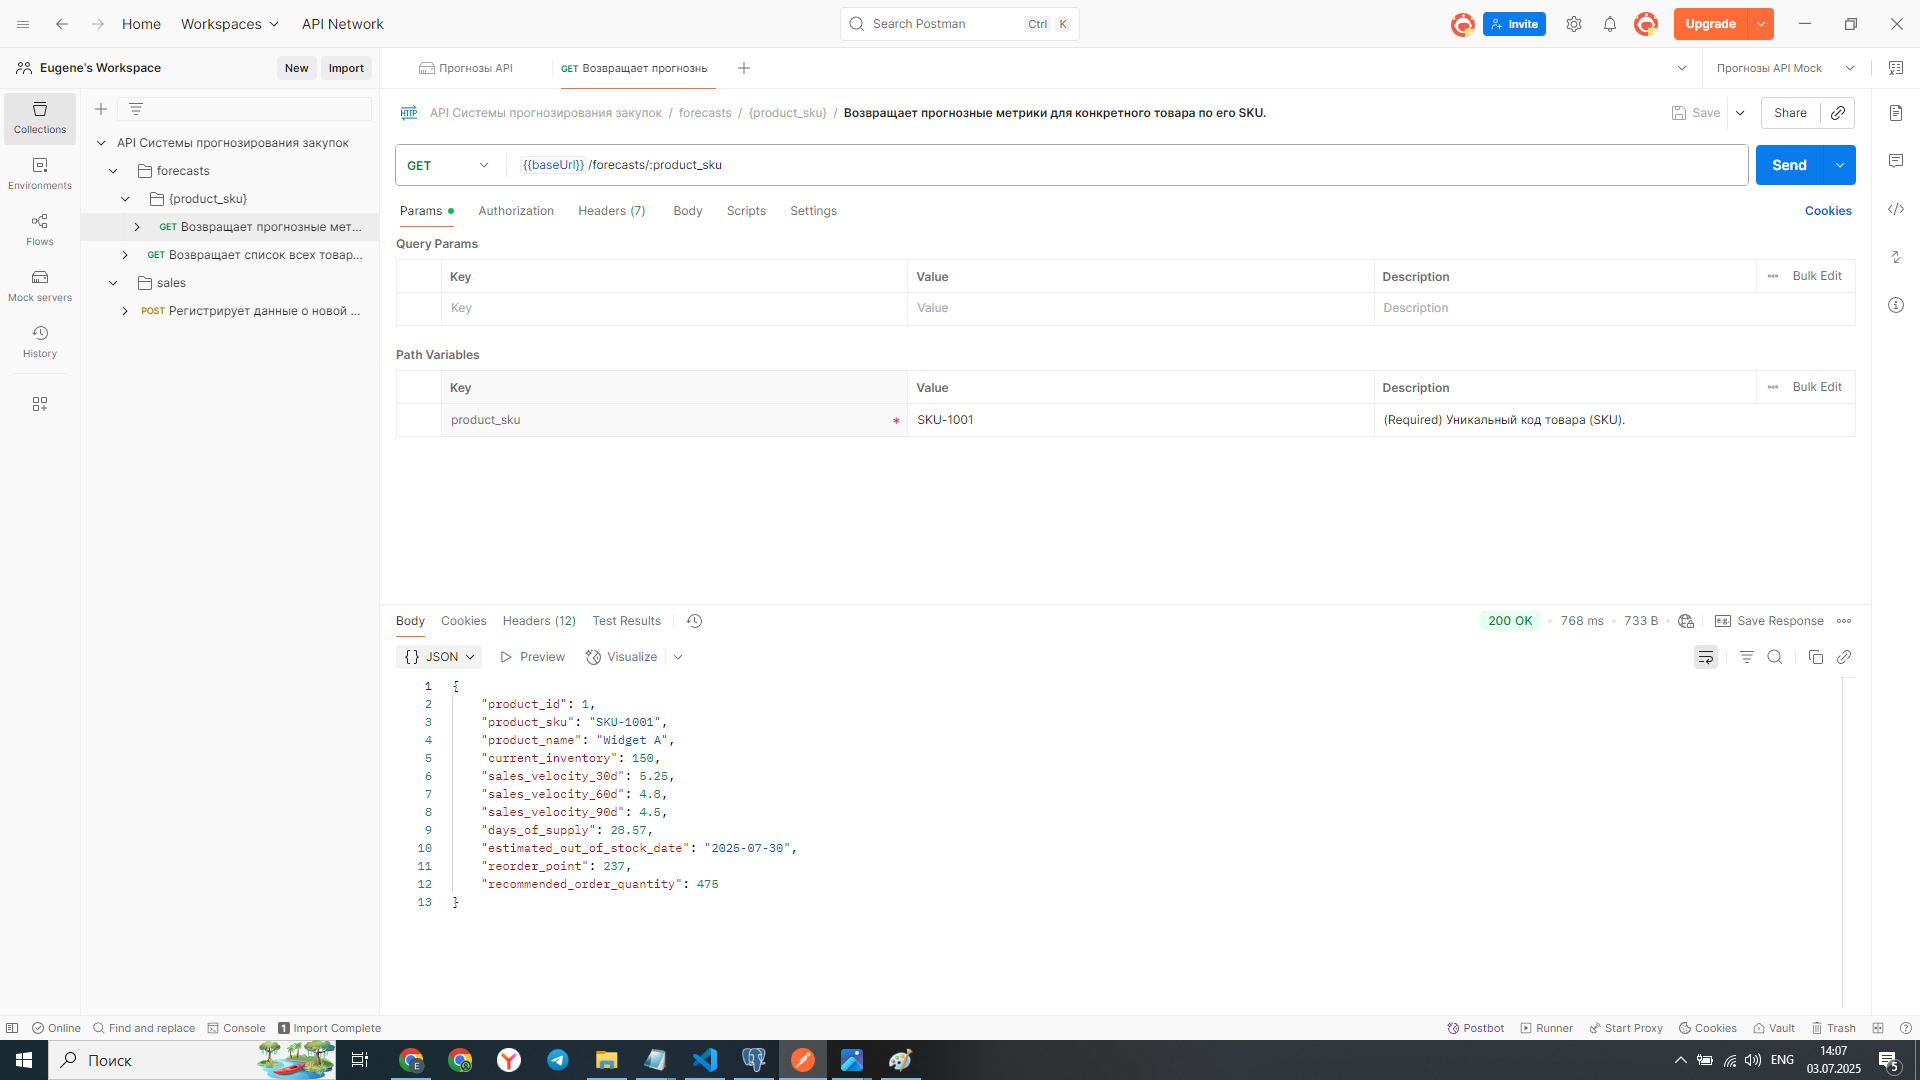 Home
Workspaces
API Network
Search Postman
Ctrl
K
Invite
Upgrade
Eugene's Workspace
New
Import
Прогнозы API
GET Возвращает прогнозны
Прогнозы API Mock
Collections
Environments
Flows
Mock servers
History
API Системы прогнозирования закупок
forecasts
{product_sku}
GET Возвращает прогнозные мет...
GET Возвращает список всех товар...
sales
POST Регистрирует данные о новой ...
HTTP
API Системы прогнозирования закупок / forecasts / {product_sku} / Возвращает прогнозные метрики для конкретного товара по его SKU.
Save
Share
GET
{{baseUrl}} /forecasts/:product_sku
Send
Params
Authorization
Headers (7)
Body
Scripts
Settings
Cookies
Query Params
Key Value Description Bulk Edit
Key Value Description
Path Variables
Key Value Description Bulk Edit
product_sku * SKU-1001 (Required) Уникальный код товара (SKU).
Body
Cookies
Headers (12)
Test Results
200 OK
768 ms
733 B
e.g. Save Response
{} JSON
Preview
Visualize
1 {
2 "product_id": 1,
3 "product_sku": "SKU-1001",
4 "product_name": "Widget A",
5 "current_inventory": 150,
6 "sales_velocity_30d": 5.25,
7 "sales_velocity_60d": 4.8,
8 "sales_velocity_90d": 4.5,
9 "days_of_supply": 28.57,
10 "estimated_out_of_stock_date": "2025-07-30",
11 "reorder_point": 237,
12 "recommended_order_quantity": 475
13 }
Online
Find and replace
Console
1 Import Complete
Postbot
Runner
Start Proxy
Cookies
Vault
Trash
Поиск
E
ENG
14:07
03.07.2025
5